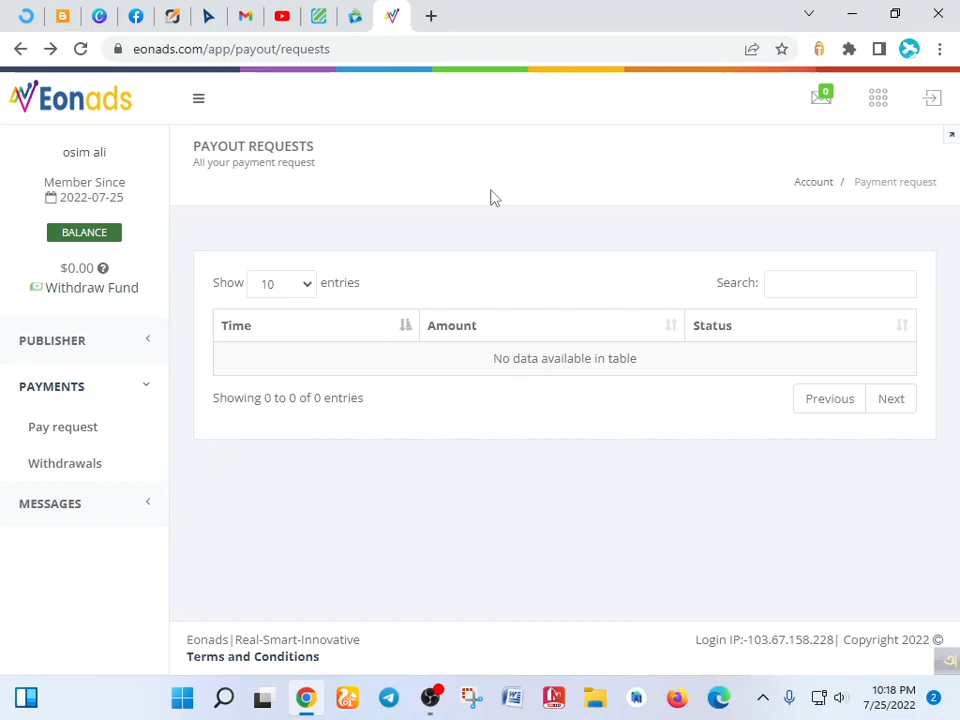 eonads.com/app/payout/requests
Eonads
0
osim ali
Member Since
2022-07-25
BALANCE
$0.00
Withdraw Fund
PUBLISHER
PAYMENTS
Pay request
Withdrawals
MESSAGES
PAYOUT REQUESTS
All your payment request
Account / Payment request
Show 10 entries
Search:
Time Amount Status
No data available in table
Showing 0 to 0 of 0 entries
Previous Next
Eonads|Real-Smart-Innovative
Terms and Conditions
Login IP:-103.67.158.228| Copyright 2022 ©
10:18 PM
7/25/2022
2